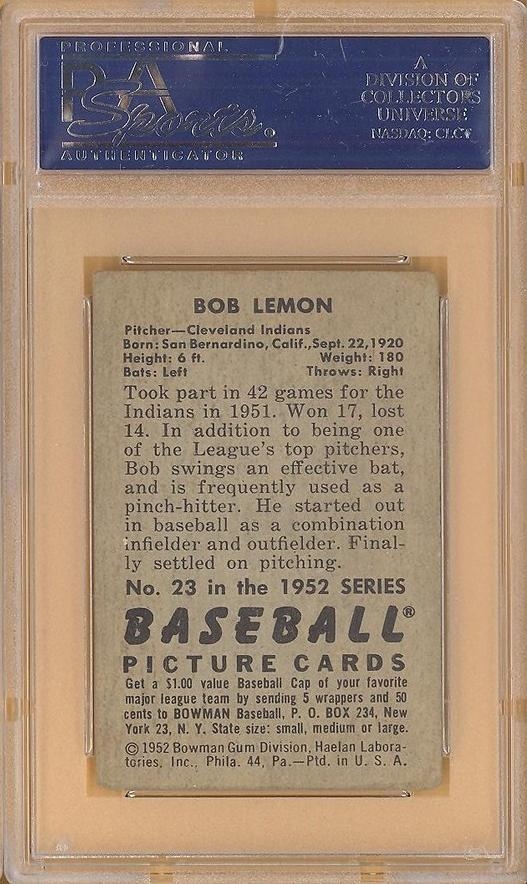 PROFESSIONAL
PSA
Sports.
AUTHENTICATOR
A
DIVISION OF
COLLECTORS
UNIVERSE
NASDAQ: CLCT
BOB LEMON
Pitcher—Cleveland Indians
Born: San Bernardino, Calif., Sept. 22, 1920
Height: 6 ft. Weight: 180
Bats: Left Throws: Right
Took part in 42 games for the
Indians in 1951. Won 17, lost
14. In addition to being one
of the League's top pitchers,
Bob swings an effective bat,
and is frequently used as a
pinch-hitter. He started out
in baseball as a combination
infielder and outfielder. Final-
ly settled on pitching.
No. 23 in the 1952 SERIES
BASEBALL®
PICTURE CARDS
Get a $1.00 value Baseball Cap of your favorite
major league team by sending 5 wrappers and 50
cents to BOWMAN Baseball, P. O. BOX 234, New
York 23, N. Y. State size: small, medium or large.
© 1952 Bowman Gum Division, Haelan Labora-
tories, Inc., Phila. 44, Pa.—Ptd. in U. S. A.